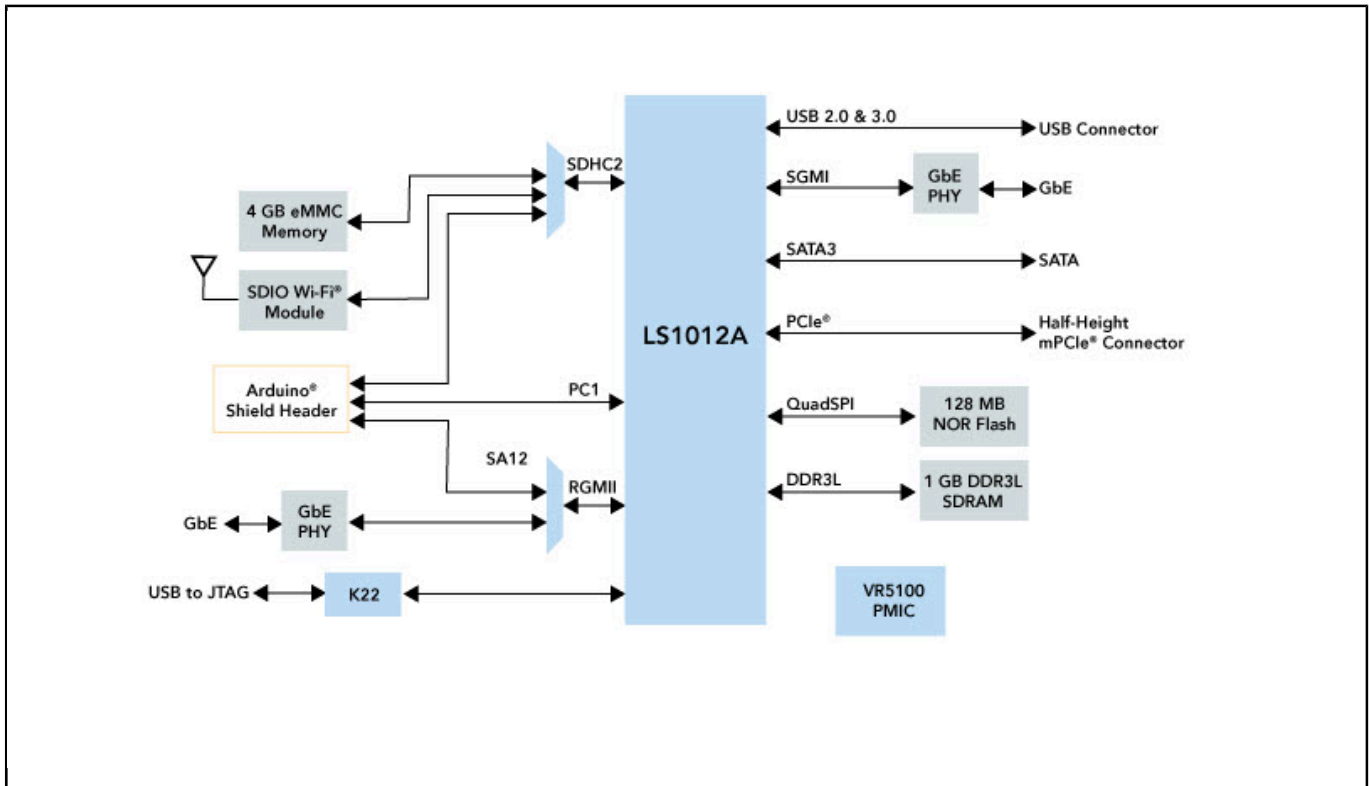 USB 2.0 & 3.0
USB Connector
SDHC2
SGMI
GbE
PHY
GbE
4 GB eMMC
Memory
SATA3
SATA
SDIO Wi-Fi®
Module
LS1012A
PCIe®
Half-Height
mPCIe® Connector
Arduino®
Shield Header
PC1
QuadSPI
128 MB
NOR Flash
SA12
RGMII
DDR3L
1 GB DDR3L
SDRAM
GbE
GbE
PHY
USB to JTAG
K22
VR5100
PMIC